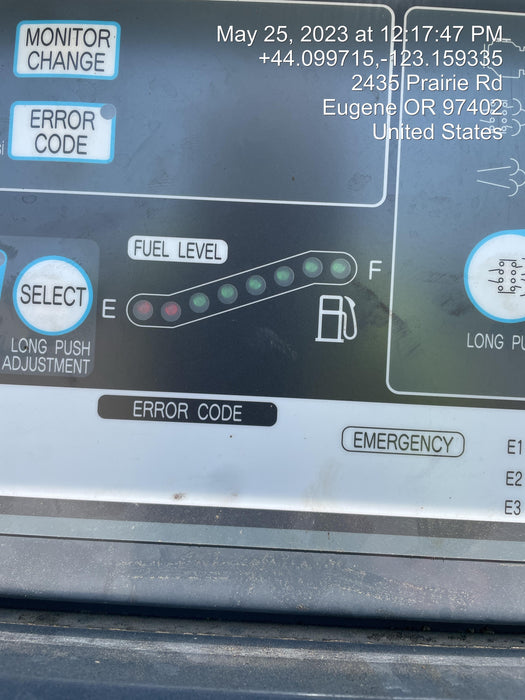 May 25, 2023 at 12:17:47 PM
+44.099715,-123.159335
2435 Prairie Rd
Eugene OR 97402
United States
MONITOR
CHANGE
ERROR
CODE
FUEL LEVEL
SELECT
E
F
LONG PUSH
ADJUSTMENT
LONG
ERROR CODE
EMERGENCY
E1
E2
E3